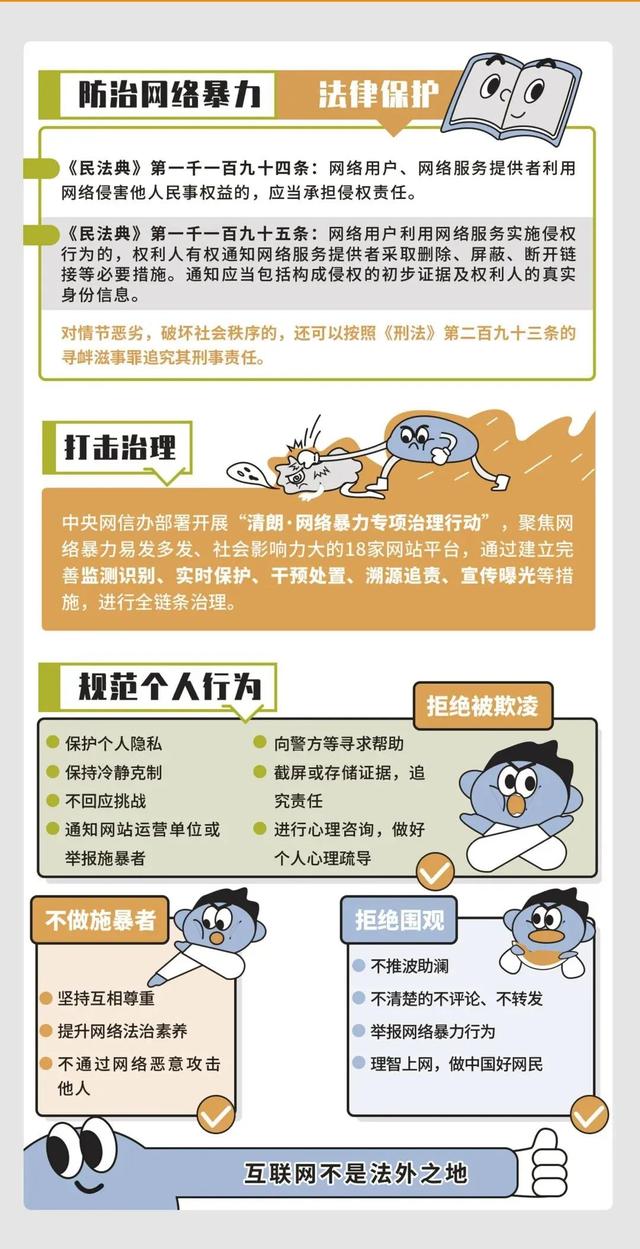 防治网络暴力 法律保护
《民法典》第一千一百九十四条：网络用户、网络服务提供者利用
网络侵害他人民事权益的，应当承担侵权责任。
《民法典》第一千一百九十五条：网络用户利用网络服务实施侵权
行为的，权利人有权通知网络服务提供者采取删除、屏蔽、断开链
接等必要措施。通知应当包括构成侵权的初步证据及权利人的真实
身份信息。
对情节恶劣，破坏社会秩序的，还可以按照《刑法》第二百九十三条的
寻衅滋事罪追究其刑事责任。
打击治理
中央网信办部署开展“清朗·网络暴力专项治理行动”，聚焦网
络暴力易发多发、社会影响力大的18家网站平台，通过建立完
善监测识别、实时保护、干预处置、溯源追责、宣传曝光等措
施，进行全链条治理。
规范个人行为
拒绝被欺凌
保护个人隐私
保持冷静克制
不回应挑战
通知网站运营单位或
举报施暴者
向警方等寻求帮助
截屏或存储证据，追
究责任
进行心理咨询，做好
个人心理疏导
不做施暴者
坚持互相尊重
提升网络法治素养
不通过网络恶意攻击
他人
拒绝围观
不推波助澜
不清楚的不评论、不转发
举报网络暴力行为
理智上网，做中国好网民
互联网不是法外之地